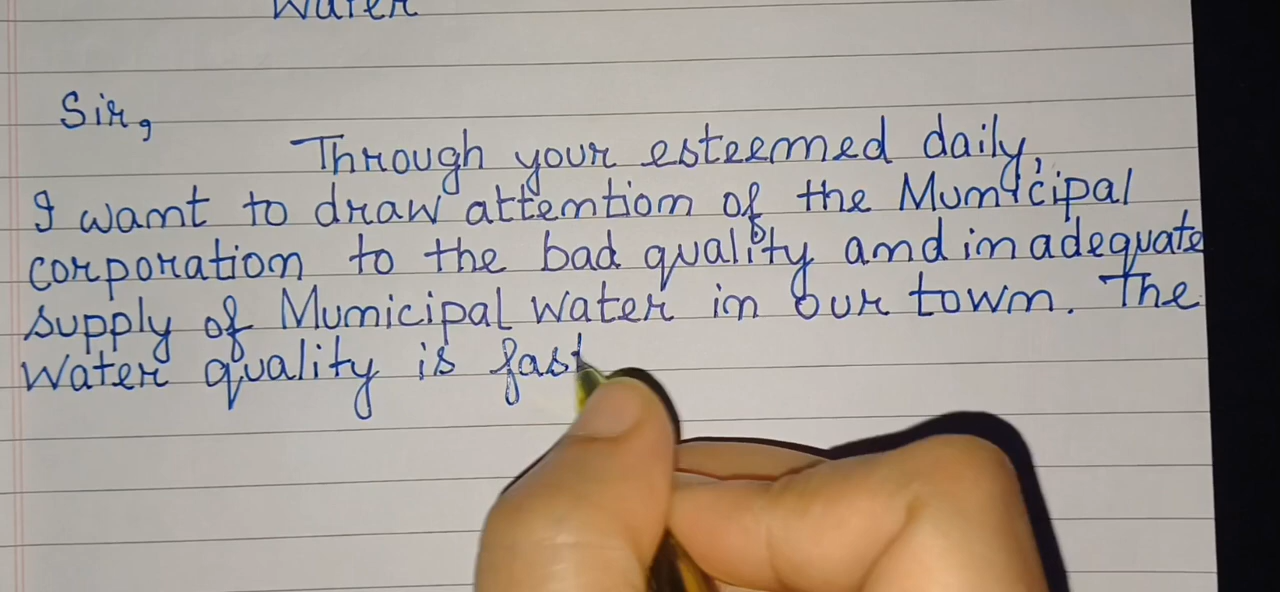 Water
Sir,
Through your esteemed daily,
I want to draw attention of the Municipal
corporation to the bad quality and inadequate
supply of Municipal Water in our town. The
Water quality is fast